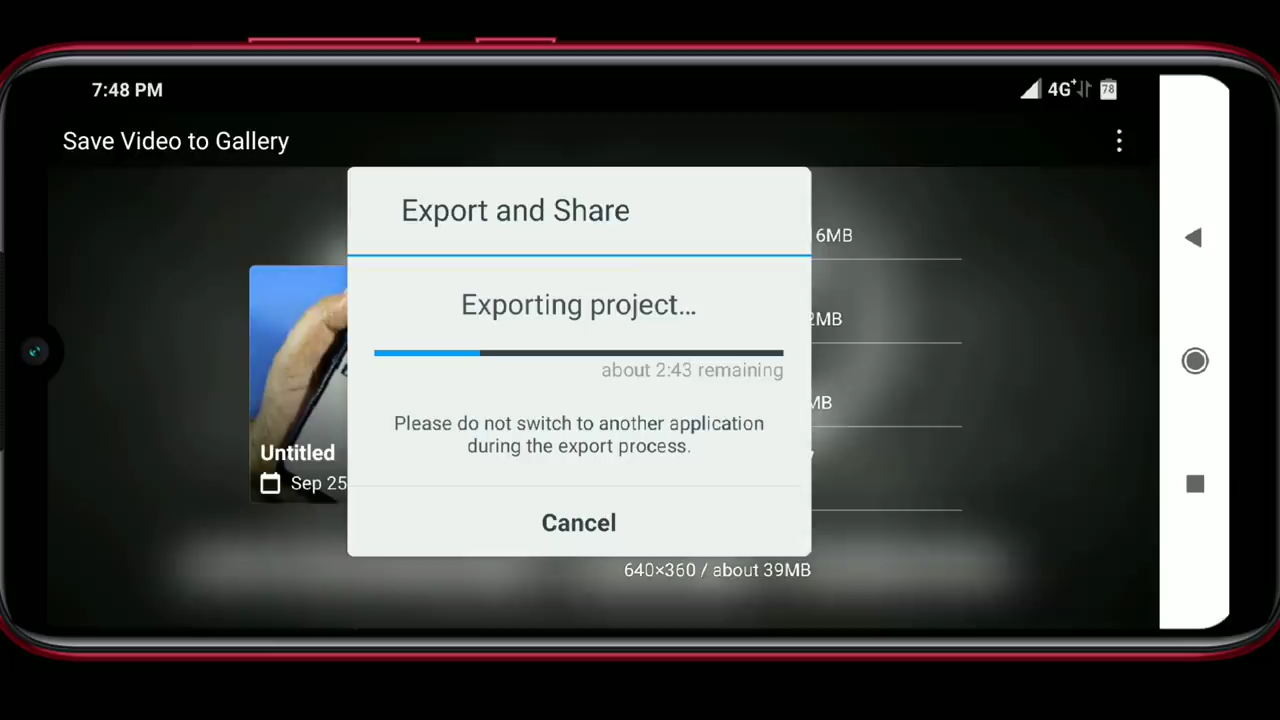 7:48 PM
4G+
78
Save Video to Gallery
Export and Share
6MB
2MB
Exporting project...
about 2:43 remaining
MB
Please do not switch to another application
during the export process.
Untitled
Sep 25
Cancel
640×360 / about 39MB